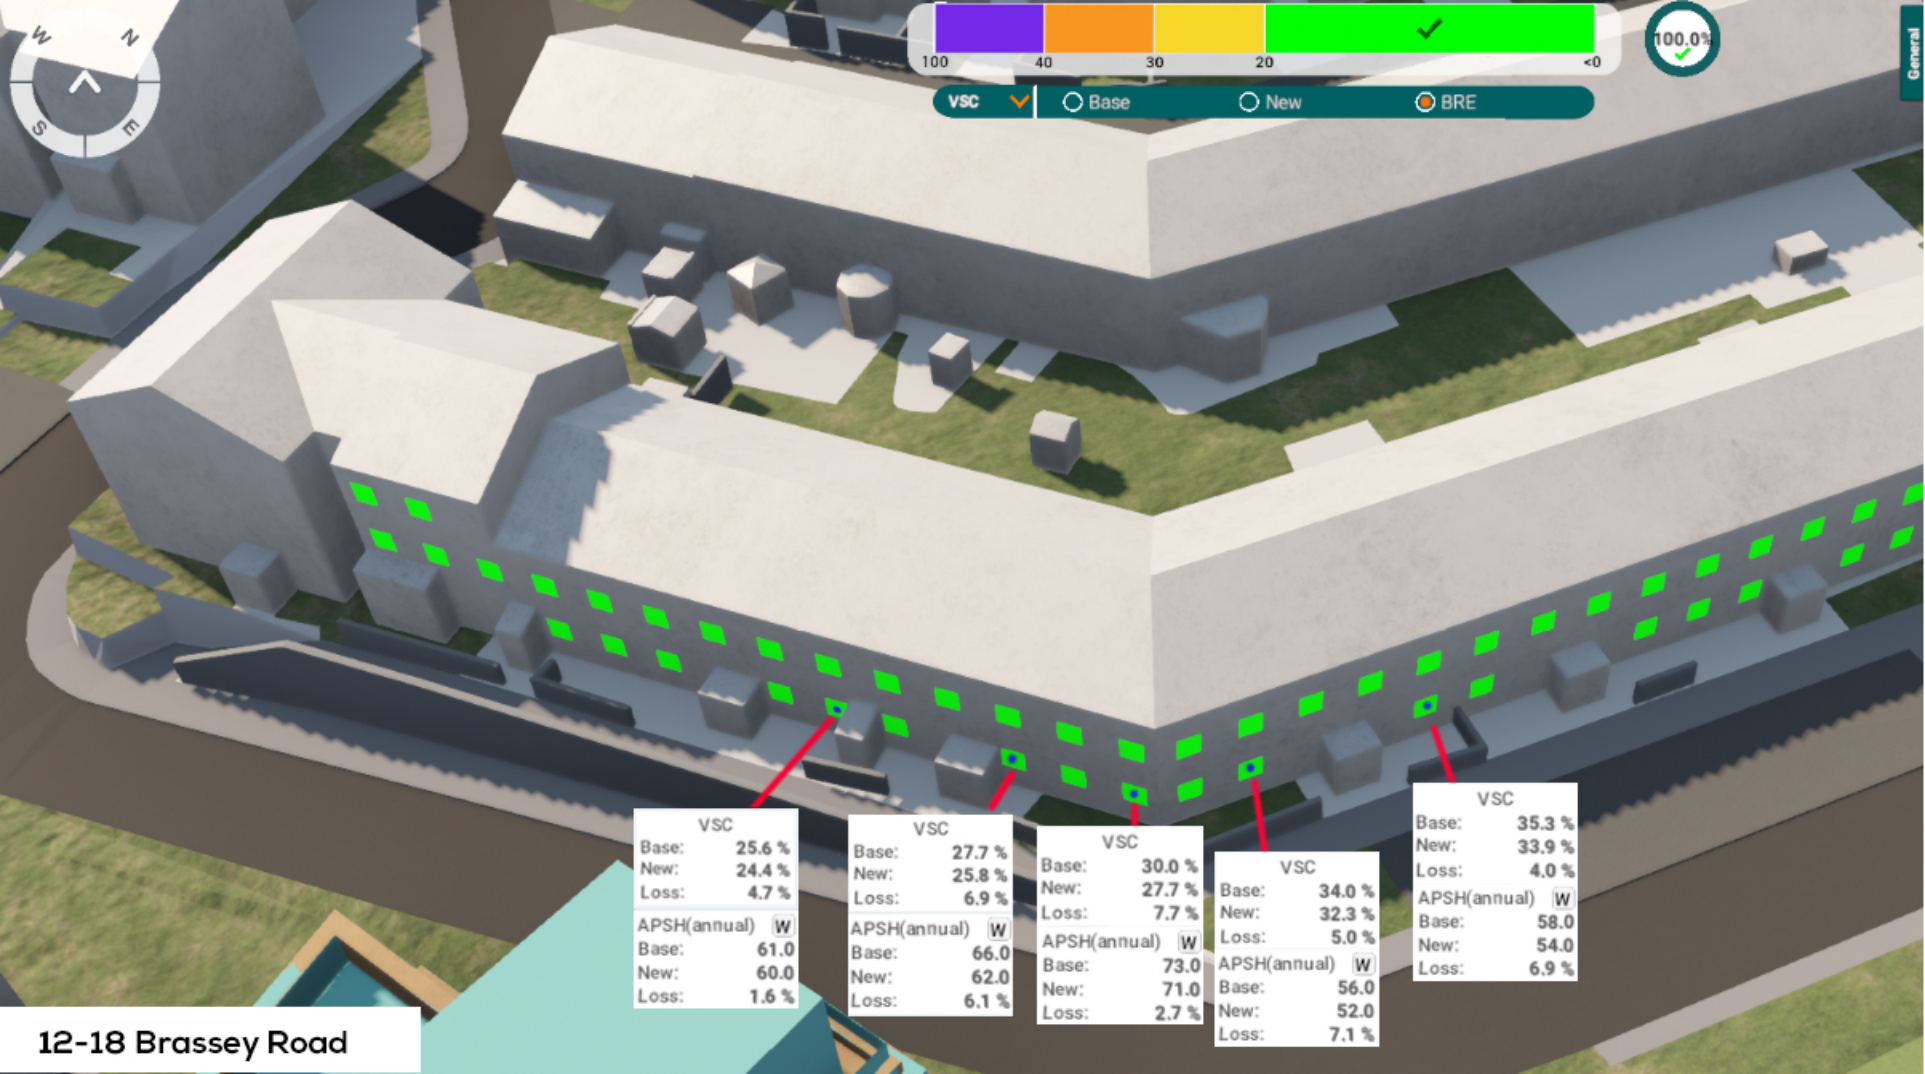 W
N
S
E
100
40
30
20
<0
100.0%
General
VSC
Base
New
BRE
VSC
Base: 25.6 %
New: 24.4 %
Loss: 4.7 %
APSH(annual) W
Base: 61.0
New: 60.0
Loss: 1.6 %
VSC
Base: 27.7 %
New: 25.8 %
Loss: 6.9 %
APSH(annual) W
Base: 66.0
New: 62.0
Loss: 6.1 %
VSC
Base: 30.0 %
New: 27.7 %
Loss: 7.7 %
APSH(annual) W
Base: 73.0
New: 71.0
Loss: 2.7 %
VSC
Base: 34.0 %
New: 32.3 %
Loss: 5.0 %
APSH(annual) W
Base: 56.0
New: 52.0
Loss: 7.1 %
VSC
Base: 35.3 %
New: 33.9 %
Loss: 4.0 %
APSH(annual) W
Base: 58.0
New: 54.0
Loss: 6.9 %
12-18 Brassey Road